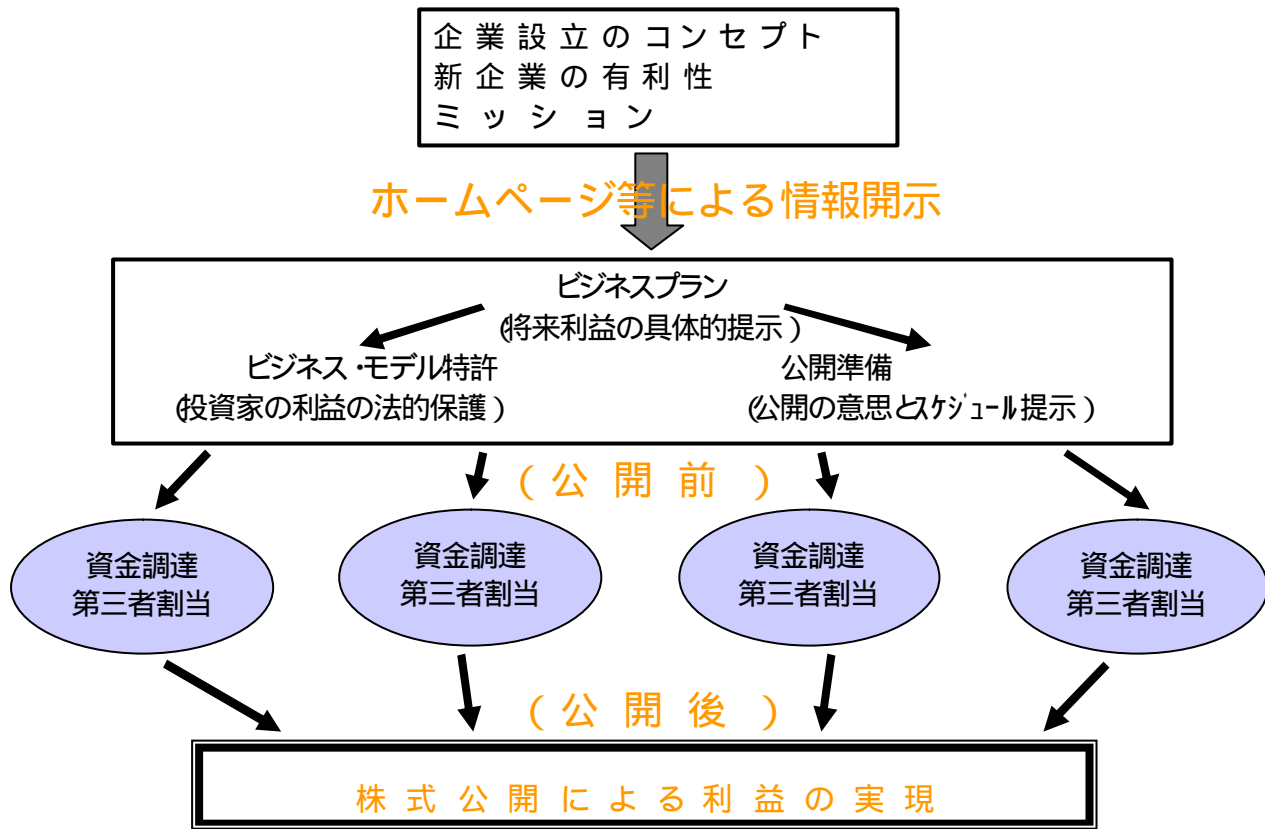 企業設立のコンセプト
新企業の有利性
ミッション
ホームページ等による情報開示
ビジネスプラン
(将来利益の具体的提示)
ビジネス・モデル特許
(投資家の利益の法的保護)
公開準備
(公開の意思とスケジュール提示)
(公開前)
資金調達
第三者割当
資金調達
第三者割当
資金調達
第三者割当
資金調達
第三者割当
(公開後)
株式公開による利益の実現